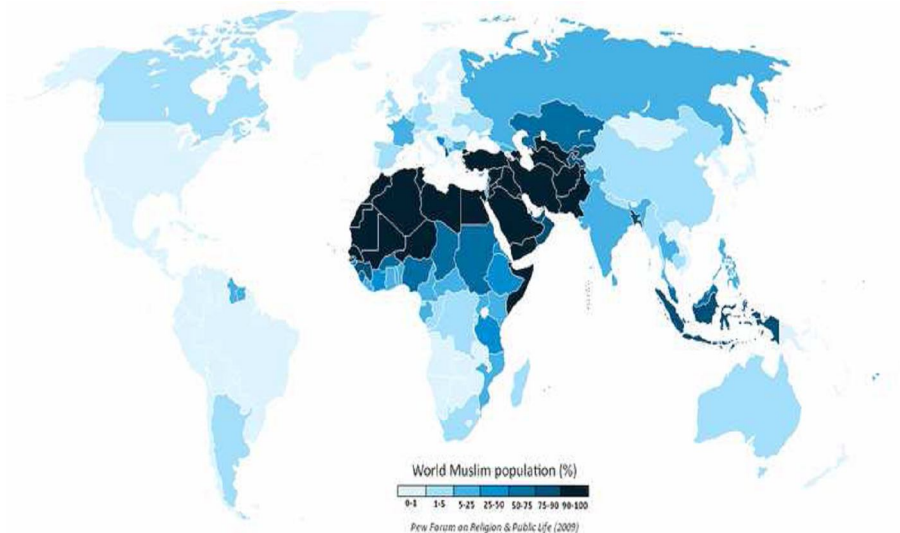 World Muslim population (%)
0-1 1-5 5-25 25-50 50-75 75-90 90-100
Pew Forum on Religion & Public Life (2009)